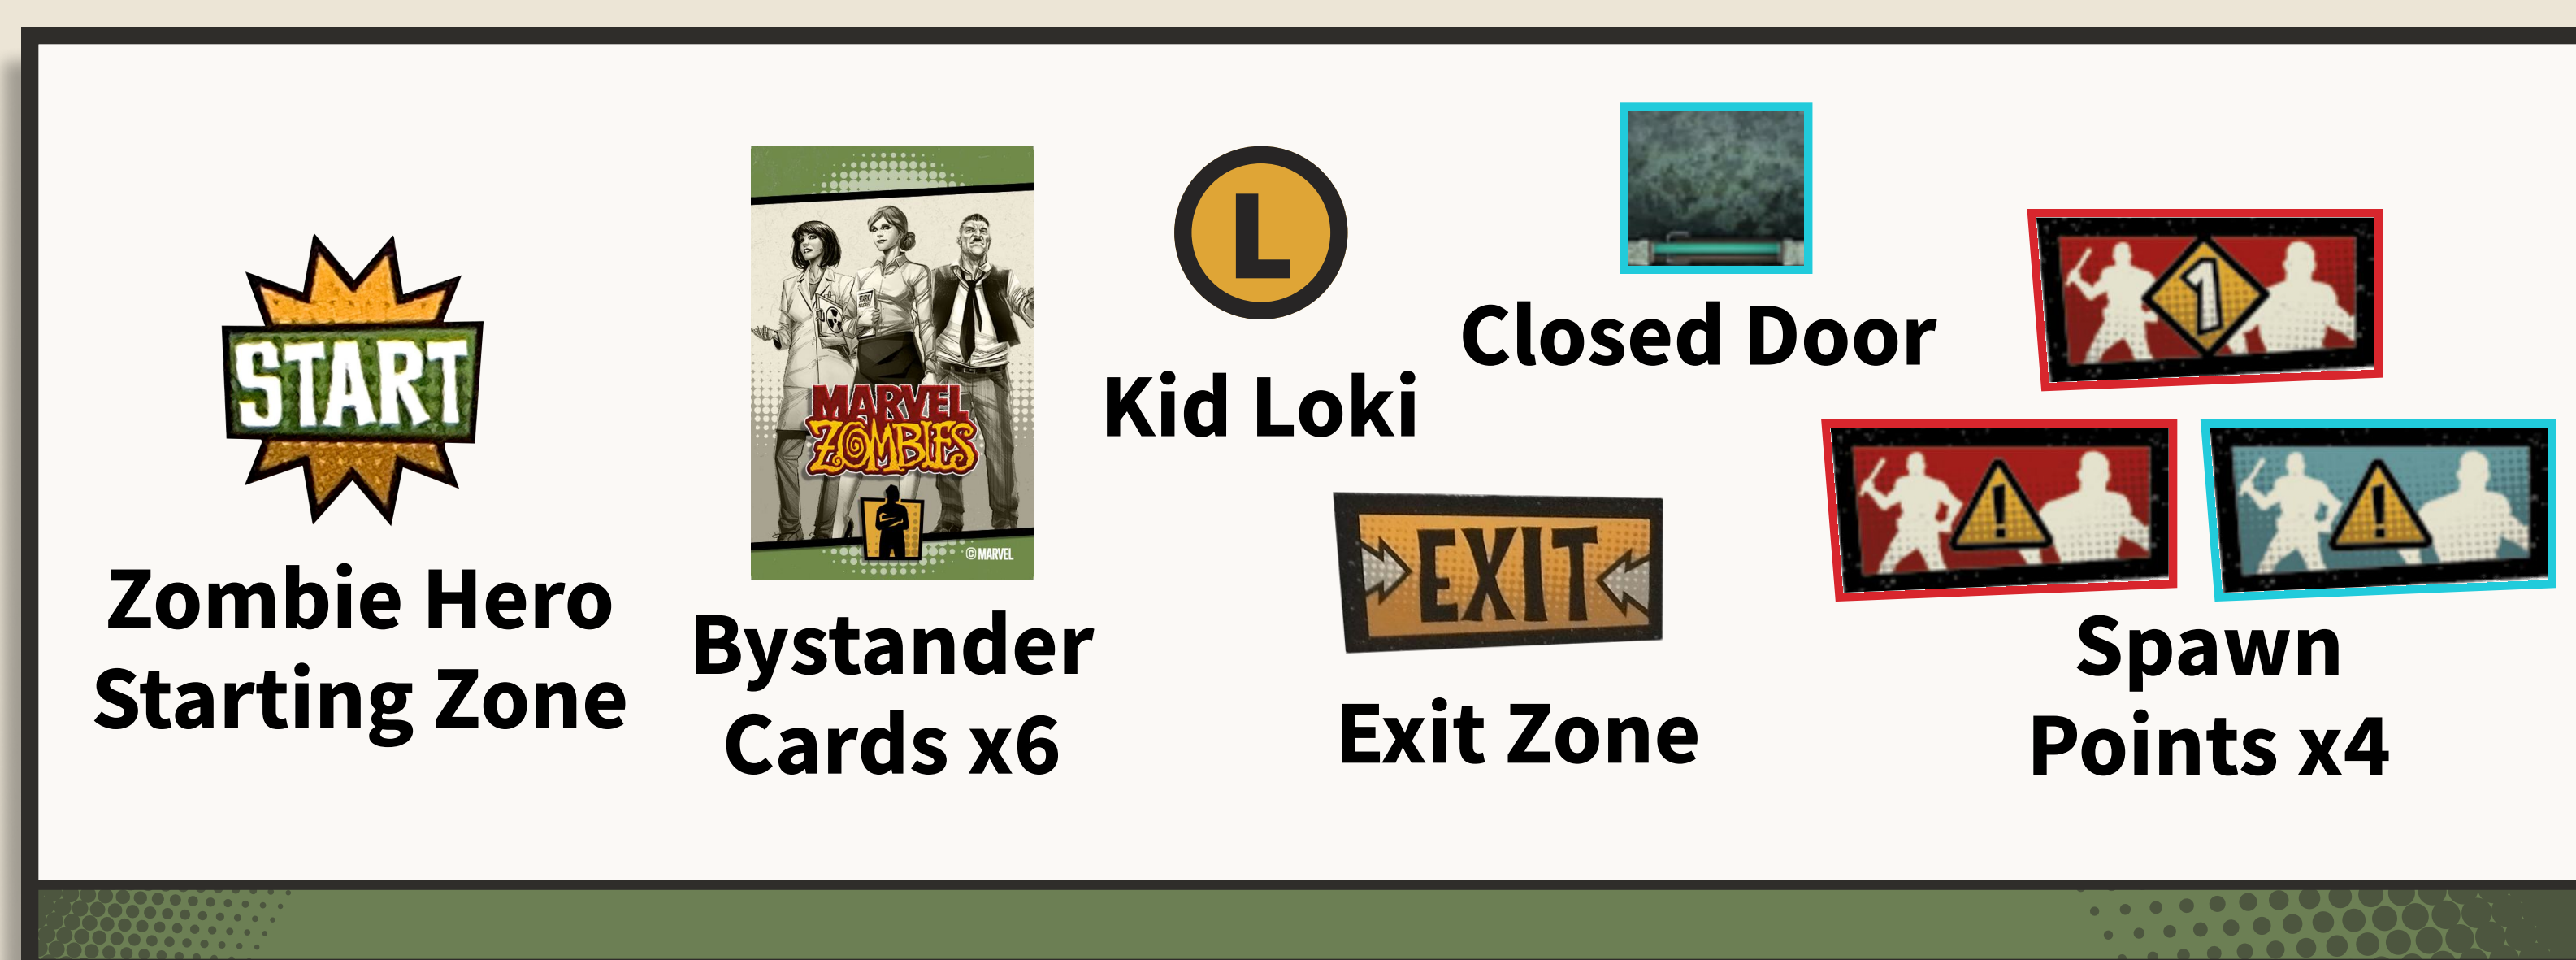 START
Zombie Hero
Starting Zone
MARVEL
ZOMBIES
© MARVEL
Bystander
Cards x6
L
Kid Loki
EXIT
Exit Zone
Closed Door
1
!
!
Spawn
Points x4